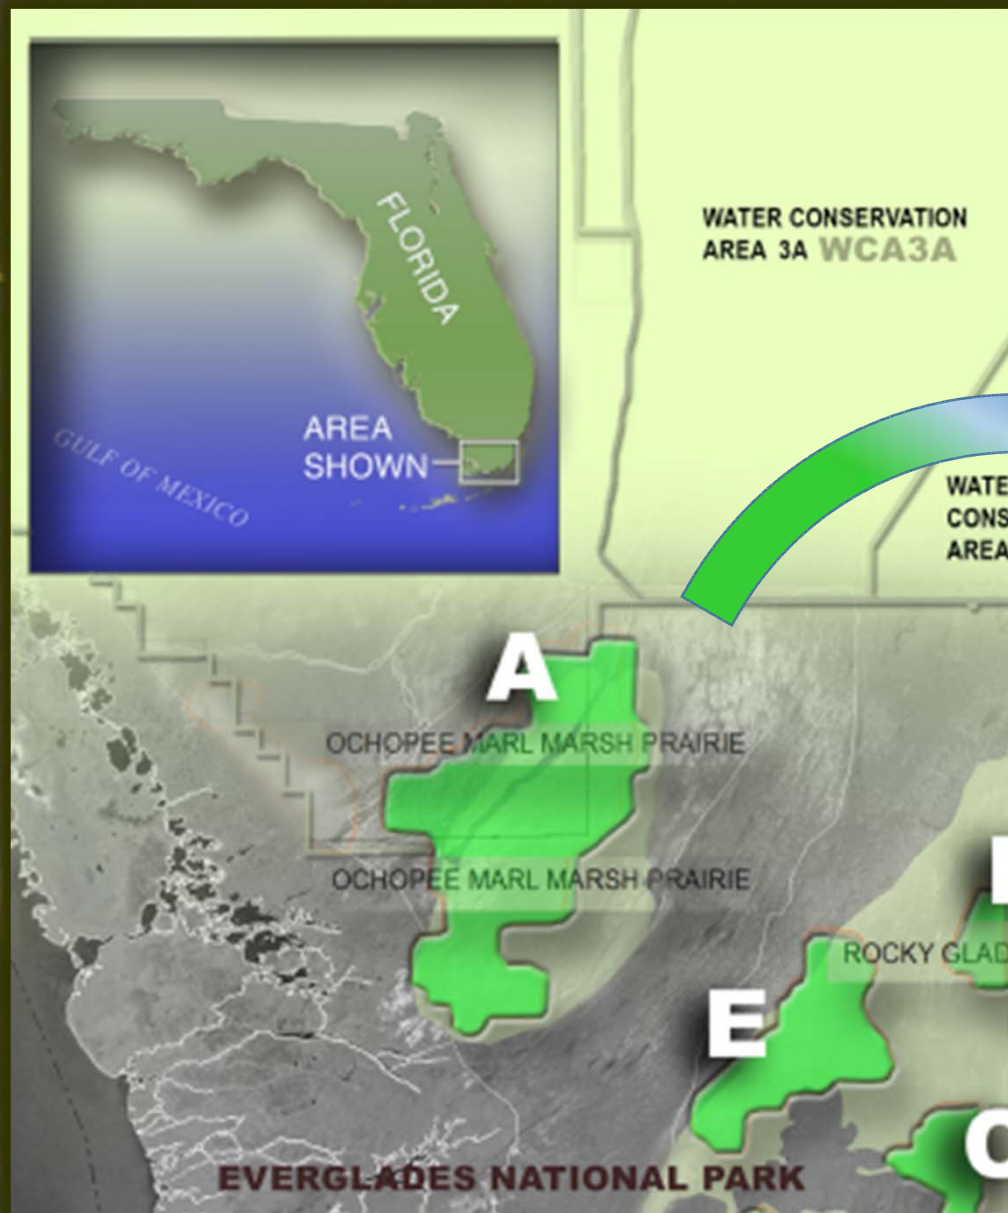 FLORIDA
AREA
SHOWN
GULF OF MEXICO
WATER CONSERVATION
AREA 3A WCA3A
WATE
CONS
AREA
A
OCHOPEE MARL MARSH PRAIRIE
OCHOPEE MARL MARSH PRAIRIE
ROCKY GLAD
E
EVERGLADES NATIONAL PARK